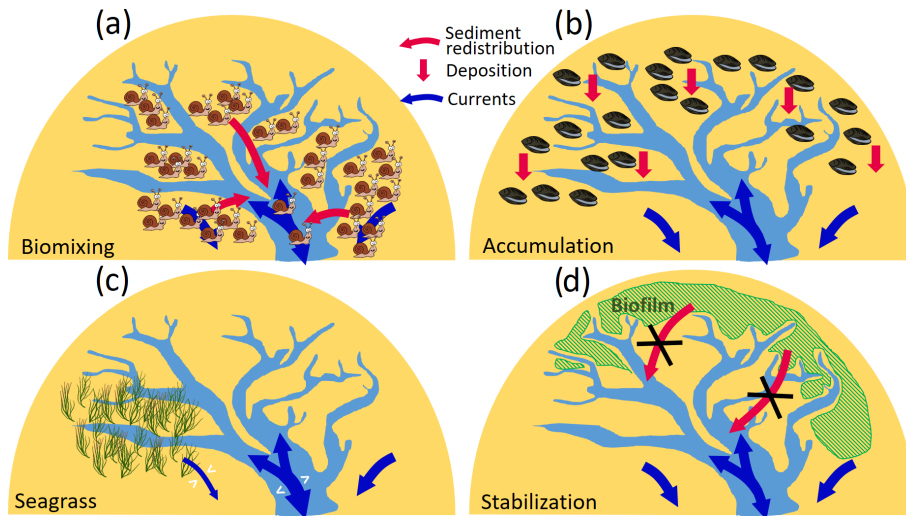 (a)
(b)
Sediment
redistribution
Deposition
Currents
Biomixing
Accumulation
(c)
(d)
Biofilm
Seagrass
Stabilization